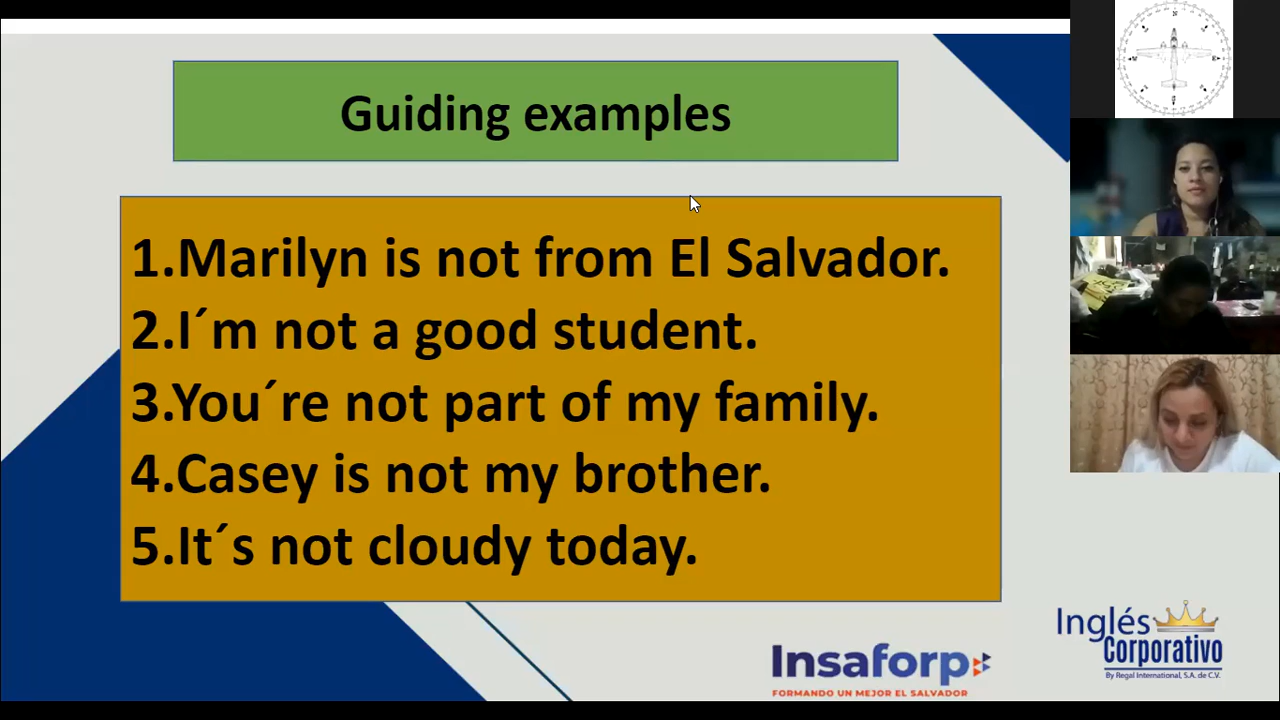 Guiding examples
1.Marilyn is not from El Salvador.
2.I´m not a good student.
3.You´re not part of my family.
4.Casey is not my brother.
5.It´s not cloudy today.
Insaforp
FORMANDO UN MEJOR EL SALVADOR
Inglés
Corporativo
By Regal International, S.A. de C.V.